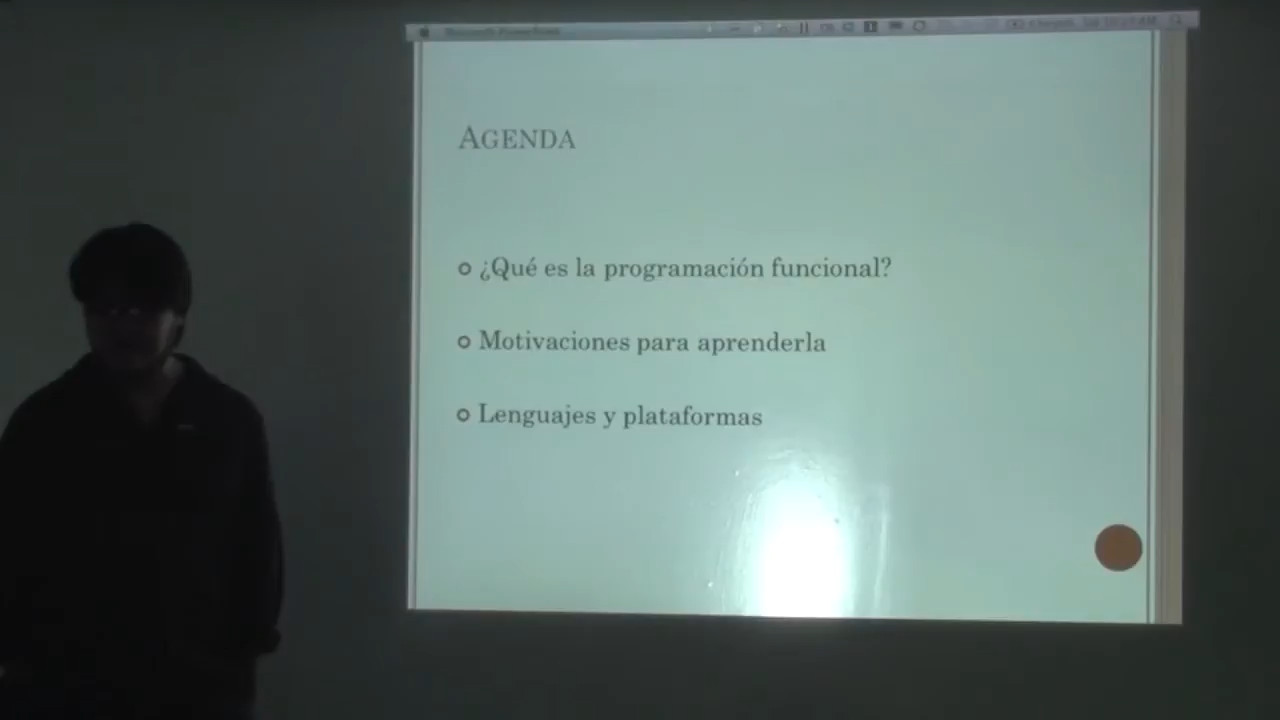 AGENDA
¿Qué es la programación funcional?
Motivaciones para aprenderla
Lenguajes y plataformas